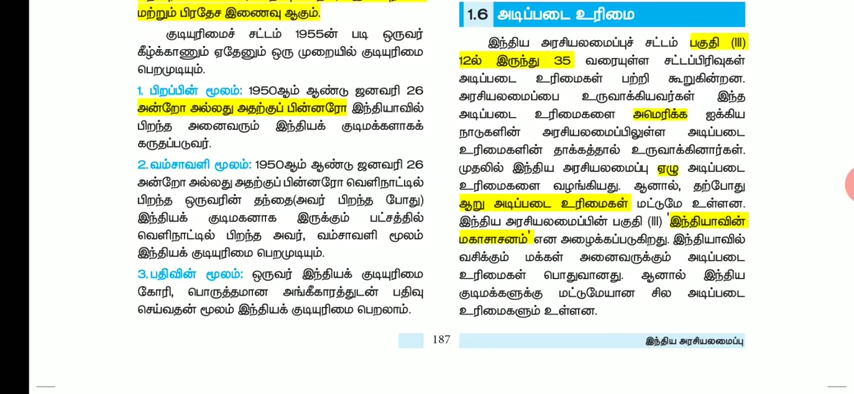 மற்றும் பிரதேச இணைவு ஆகும்.
குடியுரிமைச் சட்டம் 1955ன் படி ஒருவர்
கீழ்க்காணும் ஏதேனும் ஒரு முறையில் குடியுரிமை
பெறமுடியும்.
1. பிறப்பின் மூலம்: 1950ஆம் ஆண்டு ஜனவரி 26
அன்றோ அல்லது அதற்குப் பின்னரோ இந்தியாவில்
பிறந்த அனைவரும் இந்தியக் குடிமக்களாகக்
கருதப்படுவர்.
2. வம்சாவளி மூலம்: 1950ஆம் ஆண்டு ஜனவரி 26
அன்றோ அல்லது அதற்குப் பின்னரோ வெளிநாட்டில்
பிறந்த ஒருவரின் தந்தை(அவர் பிறந்த போது)
இந்தியக் குடிமகனாக இருக்கும் பட்சத்தில்
வெளிநாட்டில் பிறந்த அவர், வம்சாவளி மூலம்
இந்தியக் குடியுரிமை பெறமுடியும்.
3. பதிவின் மூலம்: ஒருவர் இந்தியக் குடியுரிமை
கோரி, பொருத்தமான அங்கீகாரத்துடன் பதிவு
செய்வதன் மூலம் இந்தியக் குடியுரிமை பெறலாம்.
1.6 அடிப்படை உரிமை
இந்திய அரசியலமைப்புச் சட்டம் பகுதி (III)
12ல் இருந்து 35 வரையுள்ள சட்டப்பிரிவுகள்
அடிப்படை உரிமைகள் பற்றி கூறுகின்றன.
அரசியலமைப்பை உருவாக்கியவர்கள் இந்த
அடிப்படை உரிமைகளை அமெரிக்க ஐக்கிய
நாடுகளின் அரசியலமைப்பிலுள்ள அடிப்படை
உரிமைகளின் தாக்கத்தால் உருவாக்கினார்கள்.
முதலில் இந்திய அரசியலமைப்பு ஏழு அடிப்படை
உரிமைகளை வழங்கியது. ஆனால், தற்போது
ஆறு அடிப்படை உரிமைகள் மட்டுமே உள்ளன.
இந்திய அரசியலமைப்பின் பகுதி (III) 'இந்தியாவின்
மகாசாசனம்' என அழைக்கப்படுகிறது. இந்தியாவில்
வசிக்கும் மக்கள் அனைவருக்கும் அடிப்படை
உரிமைகள் பொதுவானது. ஆனால் இந்திய
குடிமக்களுக்கு மட்டுமேயான சில அடிப்படை
உரிமைகளும் உள்ளன.
187
இந்திய அரசியலமைப்பு